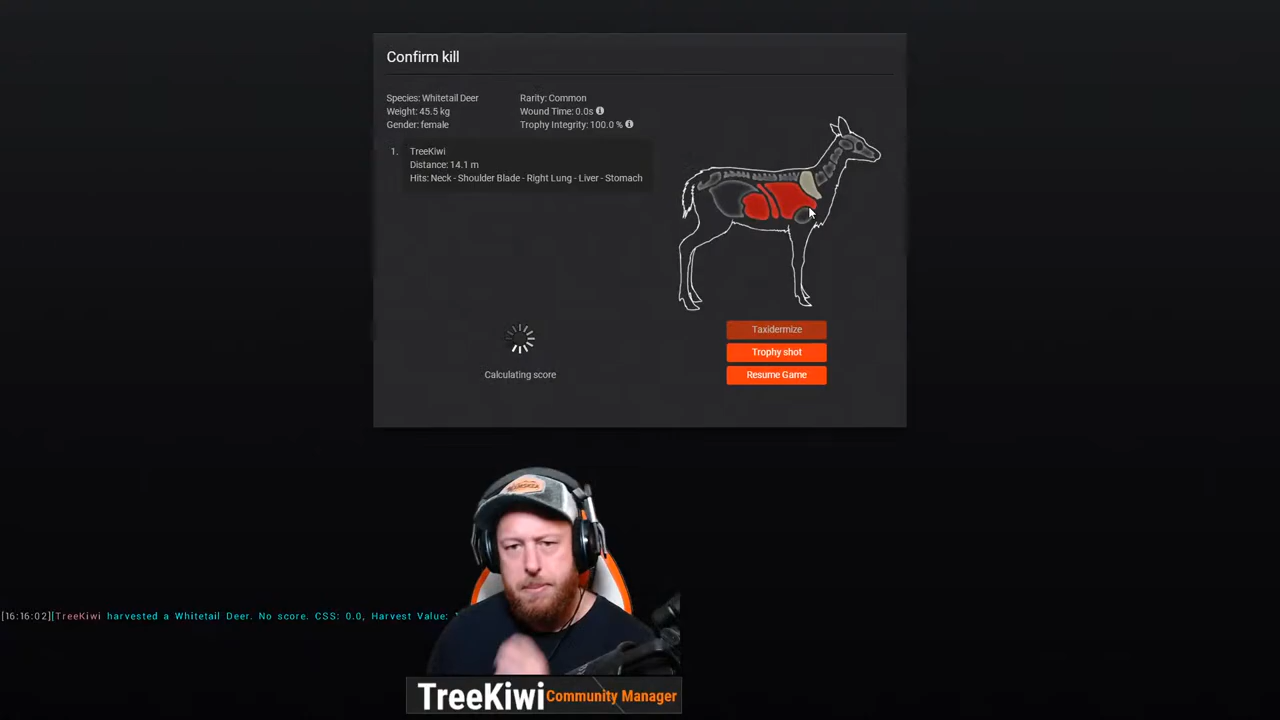 Confirm kill
Species: Whitetail Deer
Weight: 45.5 kg
Gender: female
Rarity: Common
Wound Time: 0.0s
Trophy Integrity: 100.0 %
1. TreeKiwi
Distance: 14.1 m
Hits: Neck - Shoulder Blade - Right Lung - Liver - Stomach
Calculating score
Taxidermize
Trophy shot
Resume Game
[16:16:02][TreeKiwi harvested a Whitetail Deer. No score. CSS: 0.0, Harvest Value:
TreeKiwi Community Manager